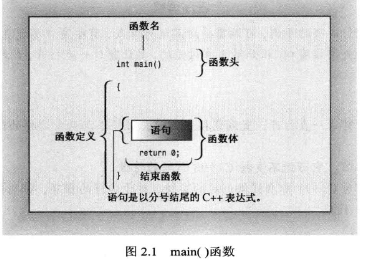 函数名
int main()
函数头
{
函数定义
语句
函数体
return 0;
}
结束函数
语句是以分号结尾的 C++ 表达式。
图 2.1 main( )函数